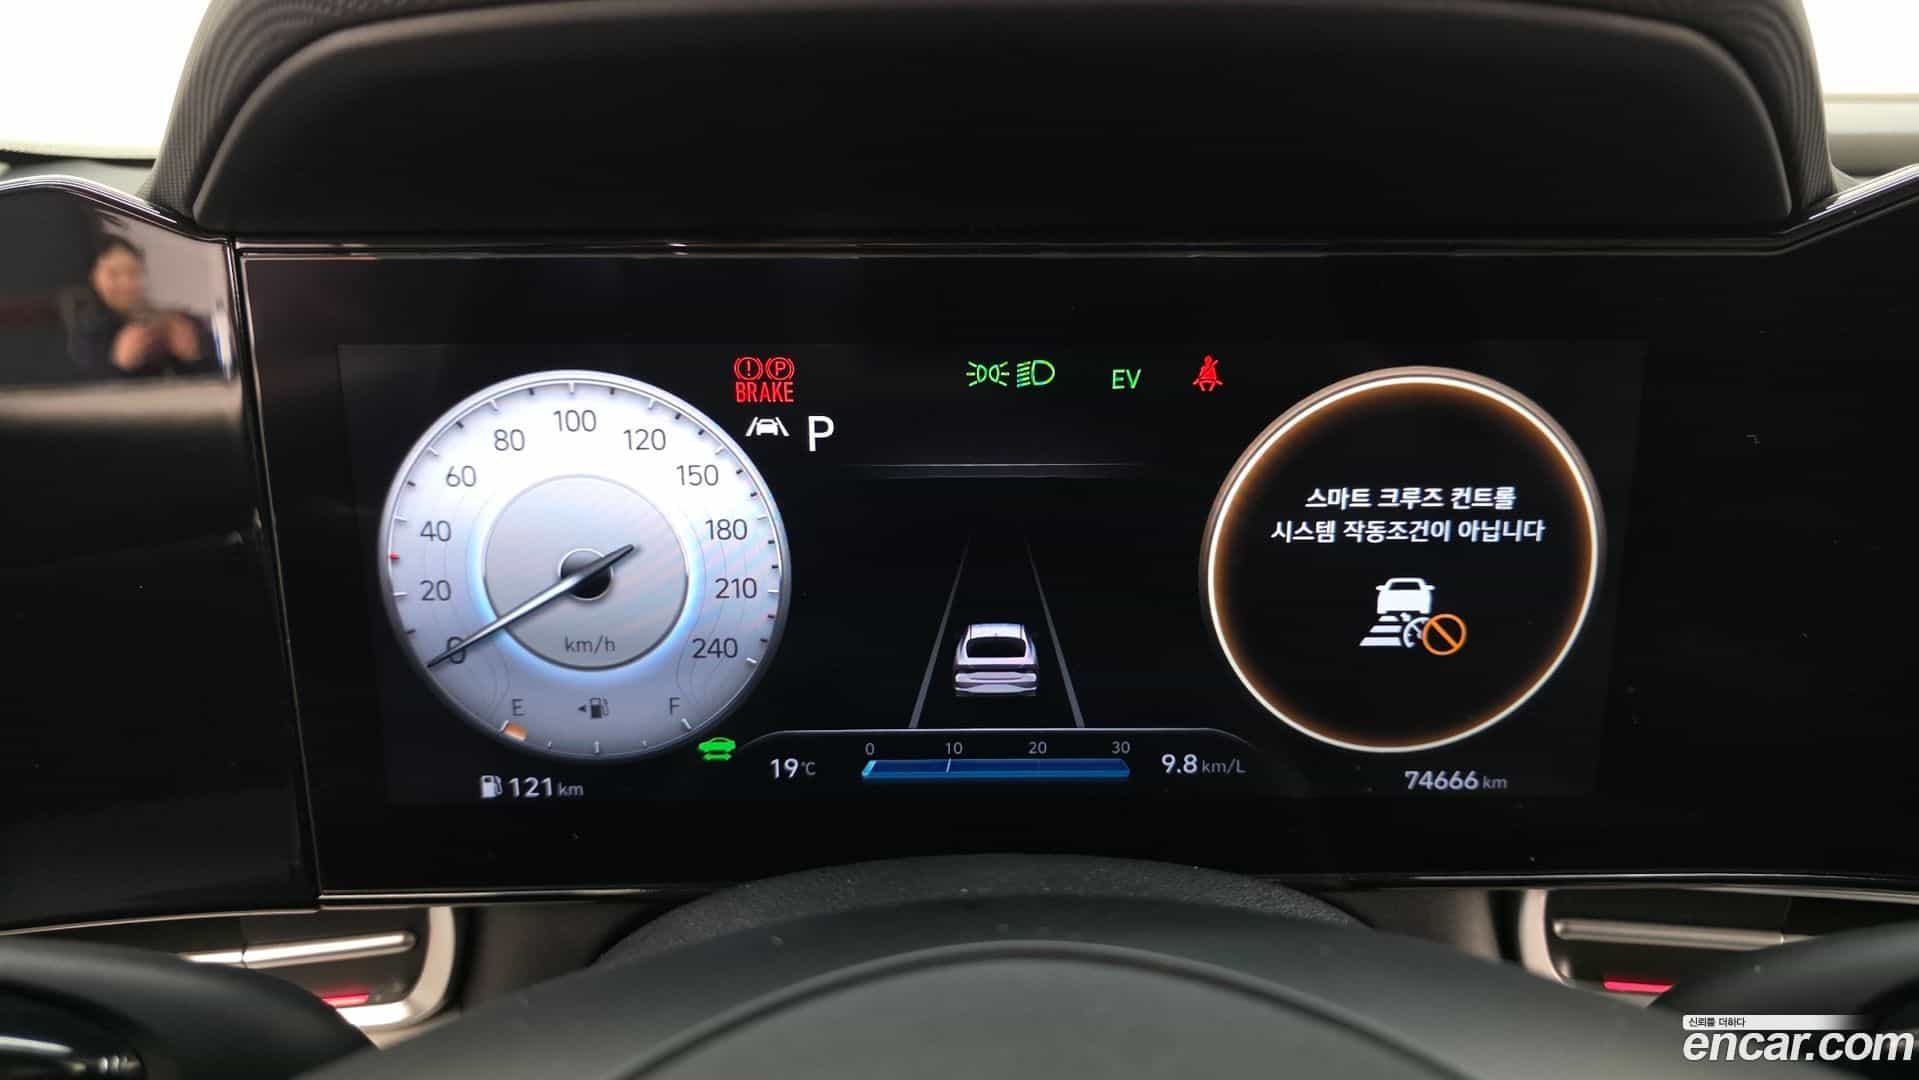 BRAKE
P
EV
0
20
40
60
80
100
120
150
180
210
240
km/h
E
F
121 km
19°C
0 10 20 30
9.8 km/L
스마트 크루즈 컨트롤
시스템 작동조건이 아닙니다
74666 km
신뢰를 더하다
encar.com